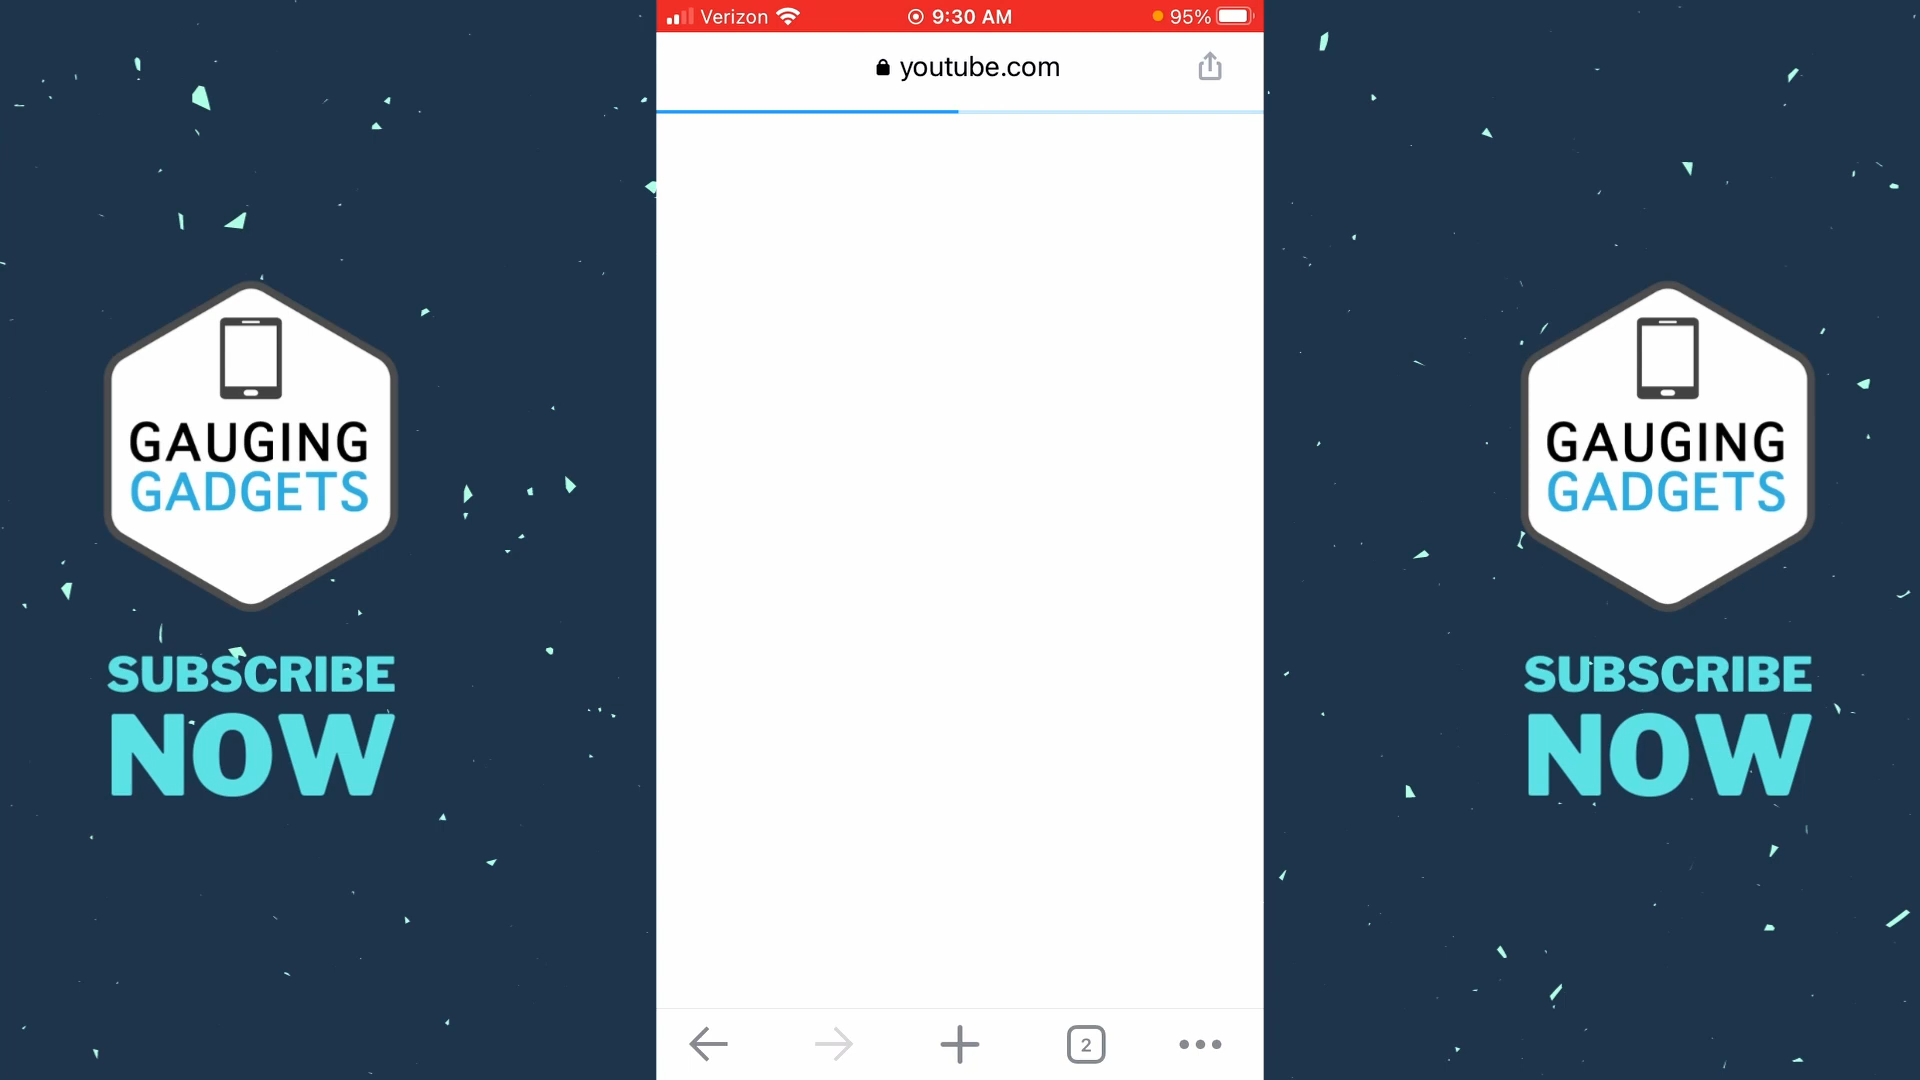 Verizon 9:30 AM 95%
youtube.com
GAUGING
GADGETS
SUBSCRIBE
NOW
GAUGING
GADGETS
SUBSCRIBE
NOW
2